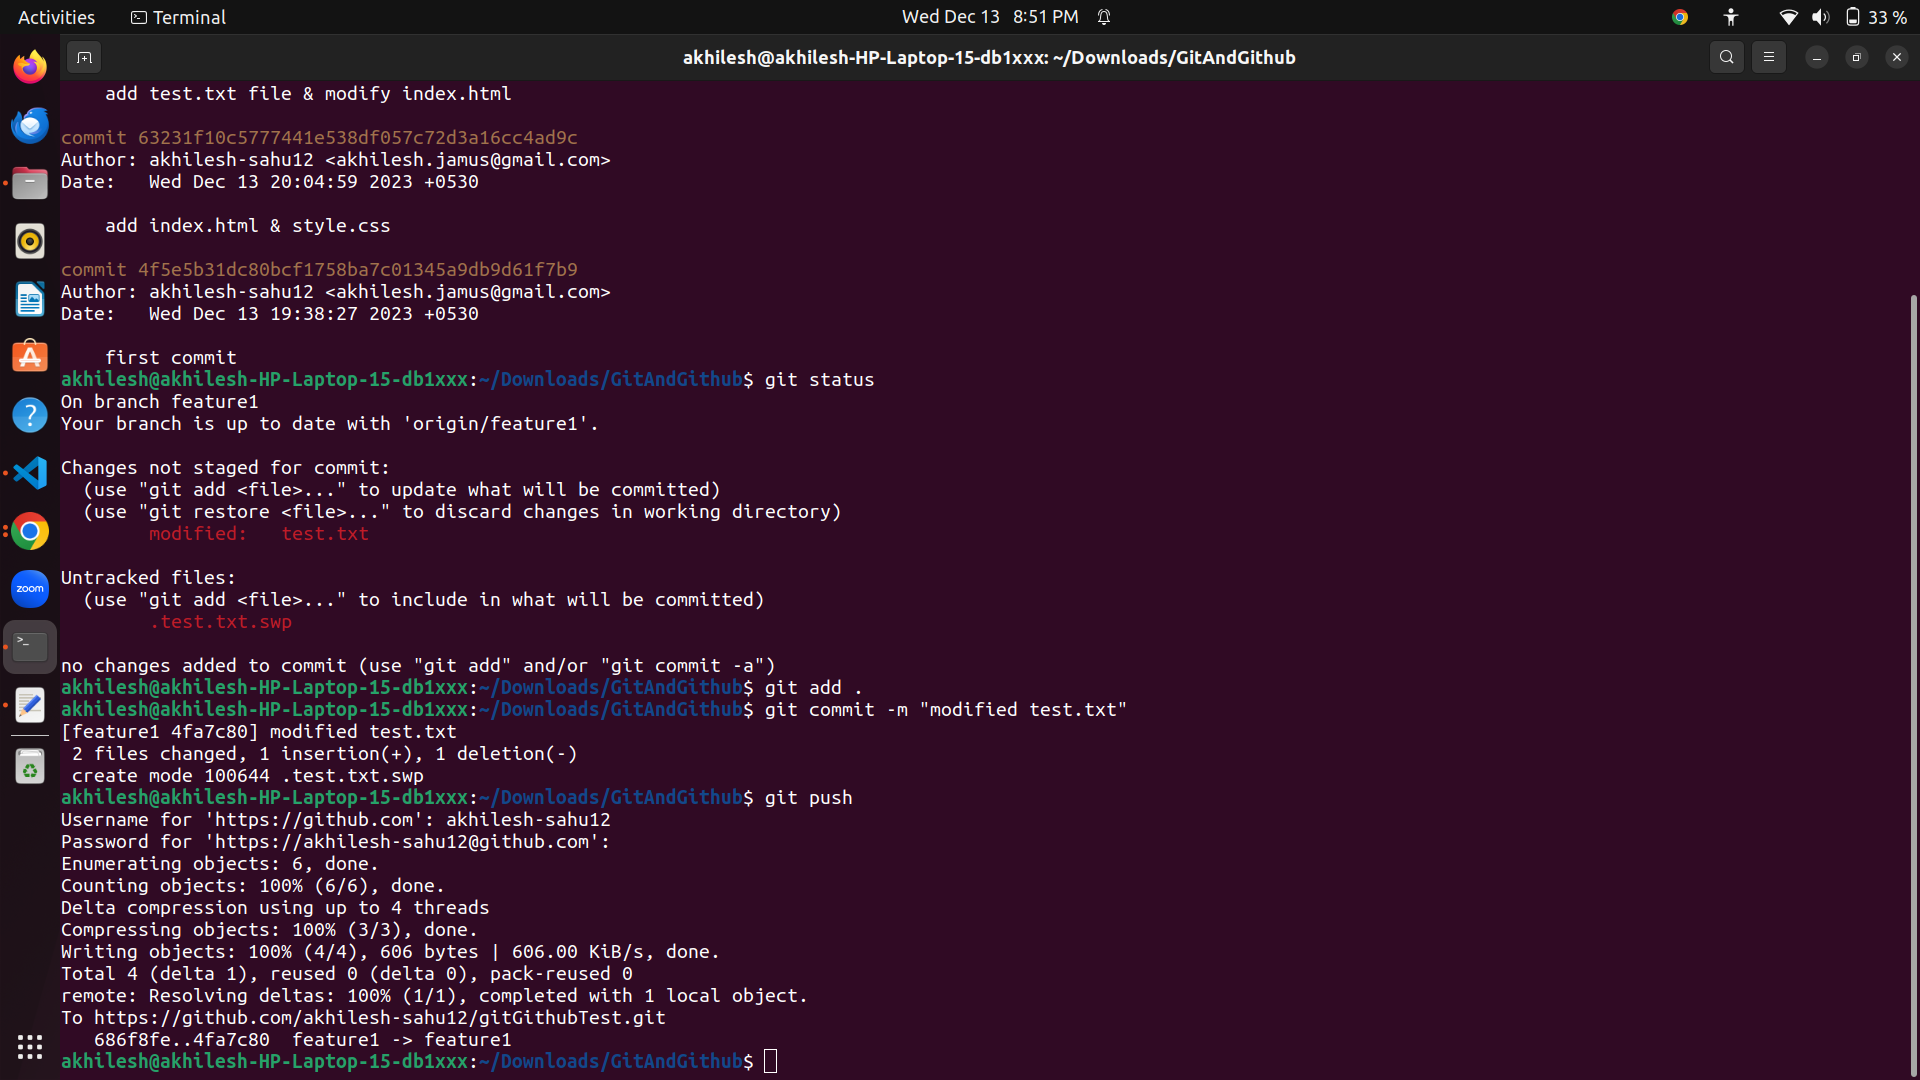 Activities Terminal Wed Dec 13 8:51 PM 33 %
akhilesh@akhilesh-HP-Laptop-15-db1xxx: ~/Downloads/GitAndGithub
    add test.txt file & modify index.html

commit 63231f10c5777441e538df057c72d3a16cc4ad9c
Author: akhilesh-sahu12 <akhilesh.jamus@gmail.com>
Date:   Wed Dec 13 20:04:59 2023 +0530

    add index.html & style.css

commit 4f5e5b31dc80bcf1758ba7c01345a9db9d61f7b9
Author: akhilesh-sahu12 <akhilesh.jamus@gmail.com>
Date:   Wed Dec 13 19:38:27 2023 +0530

    first commit
akhilesh@akhilesh-HP-Laptop-15-db1xxx:~/Downloads/GitAndGithub$ git status
On branch feature1
Your branch is up to date with 'origin/feature1'.

Changes not staged for commit:
  (use "git add <file>..." to update what will be committed)
  (use "git restore <file>..." to discard changes in working directory)
        modified:   test.txt

Untracked files:
  (use "git add <file>..." to include in what will be committed)
        .test.txt.swp
zoom

no changes added to commit (use "git add" and/or "git commit -a")
akhilesh@akhilesh-HP-Laptop-15-db1xxx:~/Downloads/GitAndGithub$ git add .
akhilesh@akhilesh-HP-Laptop-15-db1xxx:~/Downloads/GitAndGithub$ git commit -m "modified test.txt"
[feature1 4fa7c80] modified test.txt
 2 files changed, 1 insertion(+), 1 deletion(-)
 create mode 100644 .test.txt.swp
akhilesh@akhilesh-HP-Laptop-15-db1xxx:~/Downloads/GitAndGithub$ git push
Username for 'https://github.com': akhilesh-sahu12
Password for 'https://akhilesh-sahu12@github.com':
Enumerating objects: 6, done.
Counting objects: 100% (6/6), done.
Delta compression using up to 4 threads
Compressing objects: 100% (3/3), done.
Writing objects: 100% (4/4), 606 bytes | 606.00 KiB/s, done.
Total 4 (delta 1), reused 0 (delta 0), pack-reused 0
remote: Resolving deltas: 100% (1/1), completed with 1 local object.
To https://github.com/akhilesh-sahu12/gitGithubTest.git
   686f8fe..4fa7c80  feature1 -> feature1
akhilesh@akhilesh-HP-Laptop-15-db1xxx:~/Downloads/GitAndGithub$